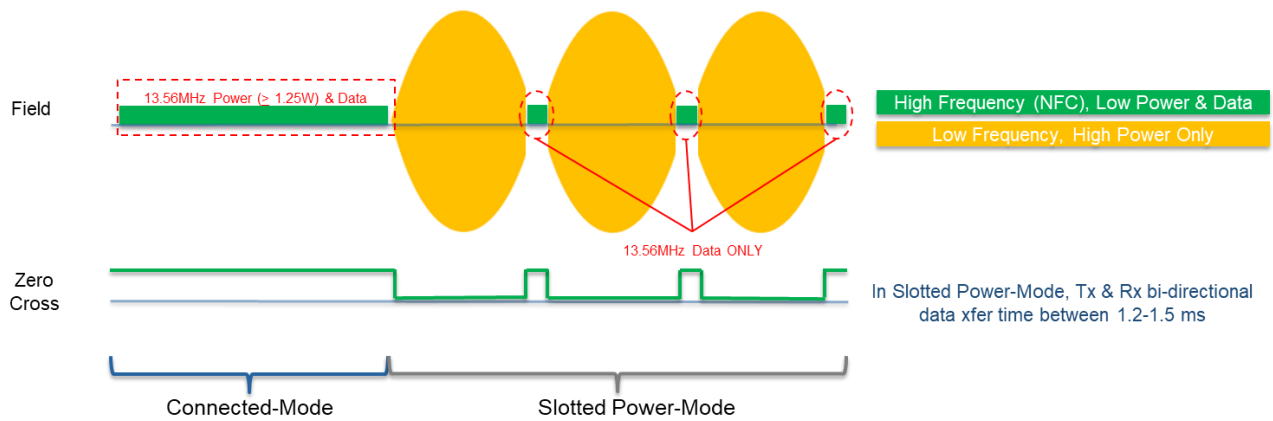 13.56MHz Power (≥ 1.25W) & Data
Field
High Frequency (NFC), Low Power & Data
Low Frequency, High Power Only
13.56MHz Data ONLY
Zero
Cross
In Slotted Power-Mode, Tx & Rx bi-directional
data xfer time between 1.2-1.5 ms
Connected-Mode
Slotted Power-Mode